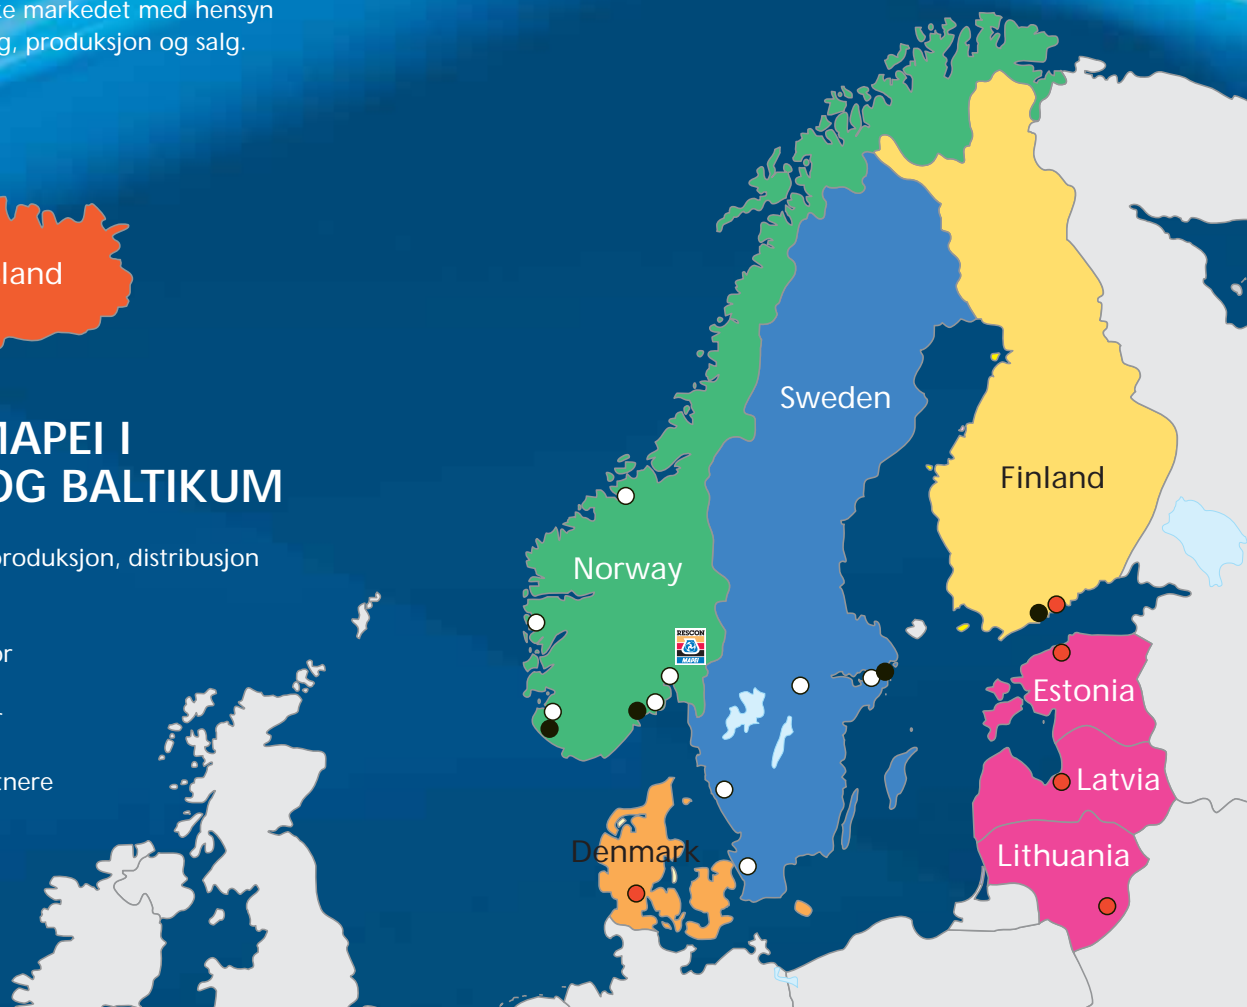 ke markedet med hensyn
g, produksjon og salg.
land
MAPEI I
OG BALTIKUM
produksjon, distribusjon
or
tnere
Sweden
Finland
Norway
RESCON
MAPEI
Estonia
Latvia
Denmark
Lithuania